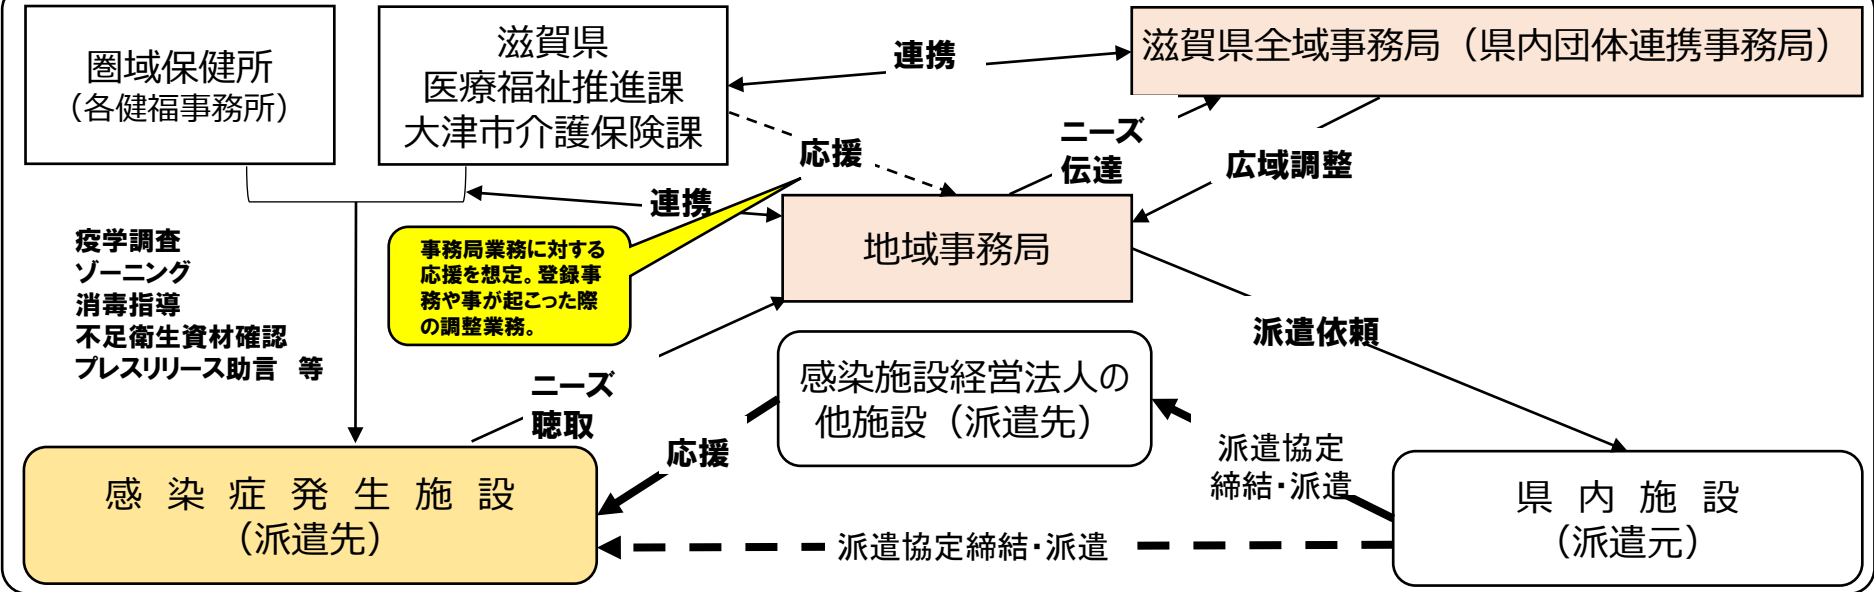 圏域保健所
（各健福事務所）
滋賀県
医療福祉推進課
大津市介護保険課
連携
滋賀県全域事務局（県内団体連携事務局）
応援
ニーズ
伝達
広域調整
連携
地域事務局
疫学調査
ゾーニング
消毒指導
不足衛生資材確認
プレスリリース助言　等
事務局業務に対する
応援を想定。登録事
務や事が起こった際
の調整業務。
派遣依頼
ニーズ
聴取
感染施設経営法人の
他施設（派遣先）
応援
派遣協定
締結・派遣
感 染 症 発 生 施 設
（派遣先）
派遣協定締結・派遣
県 内 施 設
（派遣元）